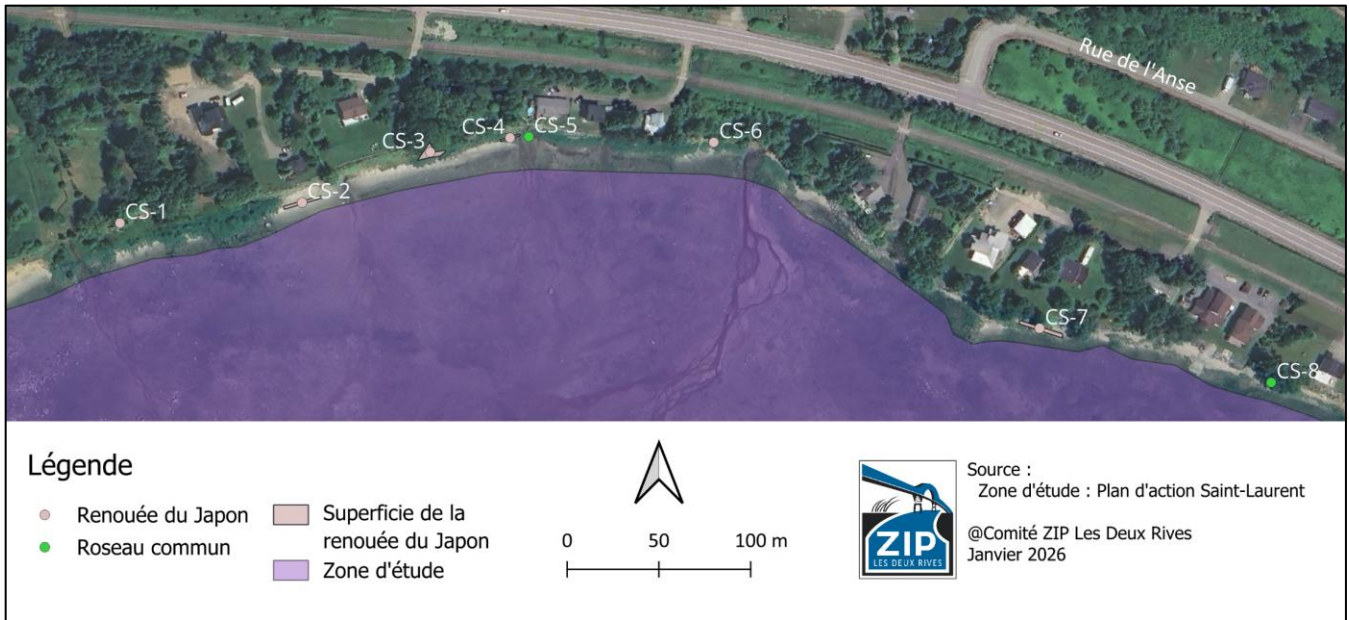 Rue de l'Anse
CS-1
CS-2
CS-3
CS-4
CS-5
CS-6
CS-7
CS-8
Légende
Renouée du Japon
Roseau commun
Superficie de la
renouée du Japon
Zone d'étude
0 50 100 m
ZIP
LES DEUX RIVES
Source :
Zone d'étude : Plan d'action Saint-Laurent
@Comité ZIP Les Deux Rives
Janvier 2026